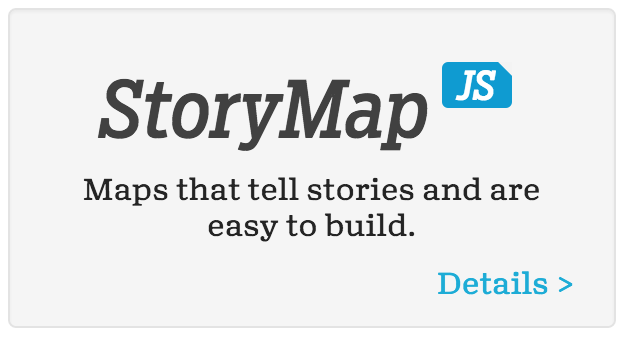 StoryMap JS
Maps that tell stories and are
easy to build.
Details >